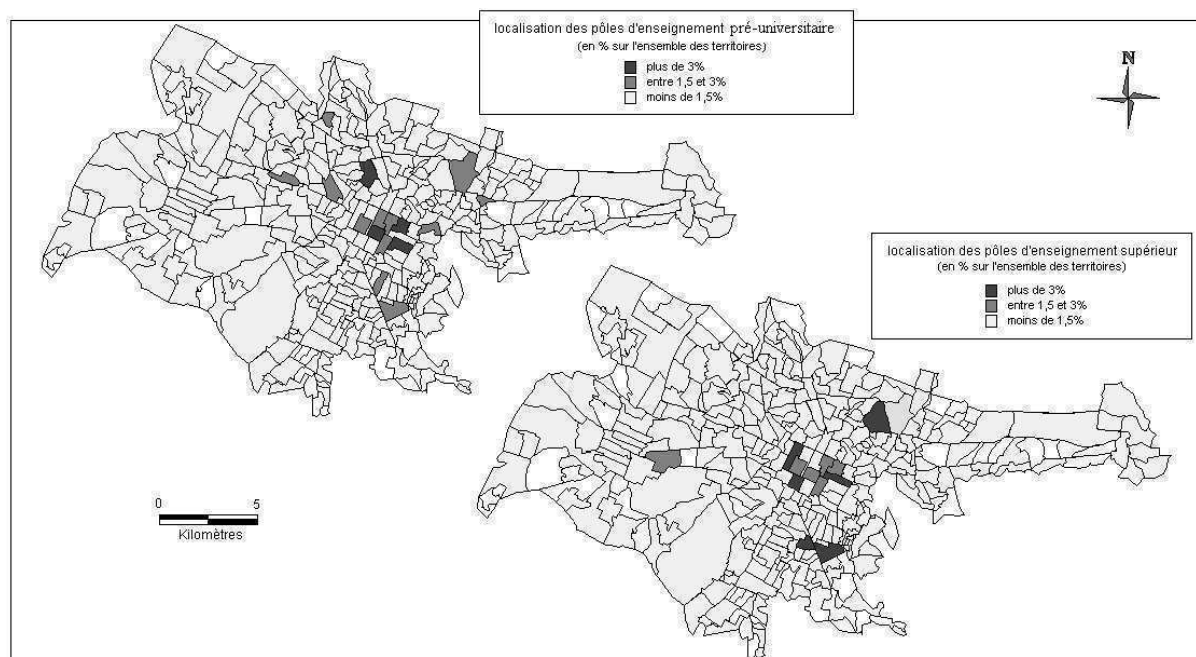 localisation des pôles d'enseignement pré-universitaire
(en % sur l'ensemble des territoires)
plus de 3%
entre 1,5 et 3%
moins de 1,5%
N
localisation des pôles d'enseignement supérieur
(en % sur l'ensemble des territoires)
plus de 3%
entre 1,5 et 3%
moins de 1,5%
0 5
Kilomètres